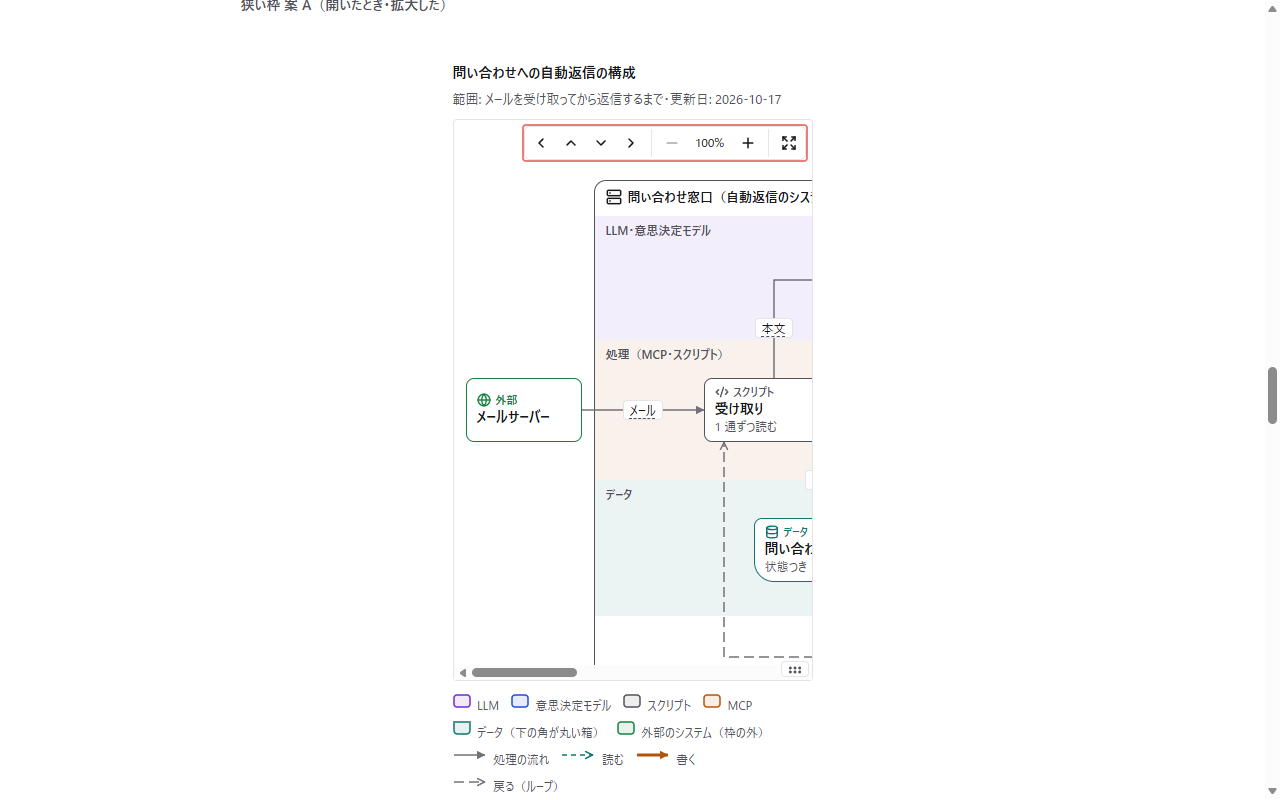 狭い枠 案 A（開いたとき・拡大した）
問い合わせへの自動返信の構成
範囲: メールを受け取ってから返信するまで・更新日: 2026-10-17
100%
問い合わせ窓口（自動返信のシス
LLM・意思決定モデル
本文
処理（MCP・スクリプト）
外部
メールサーバー
メール
スクリプト
受け取り
1 通ずつ読む
データ
データ
問い合わ
状態つき
LLM 意思決定モデル スクリプト MCP
データ（下の角が丸い箱） 外部のシステム（枠の外）
処理の流れ 読む 書く
戻る（ループ）